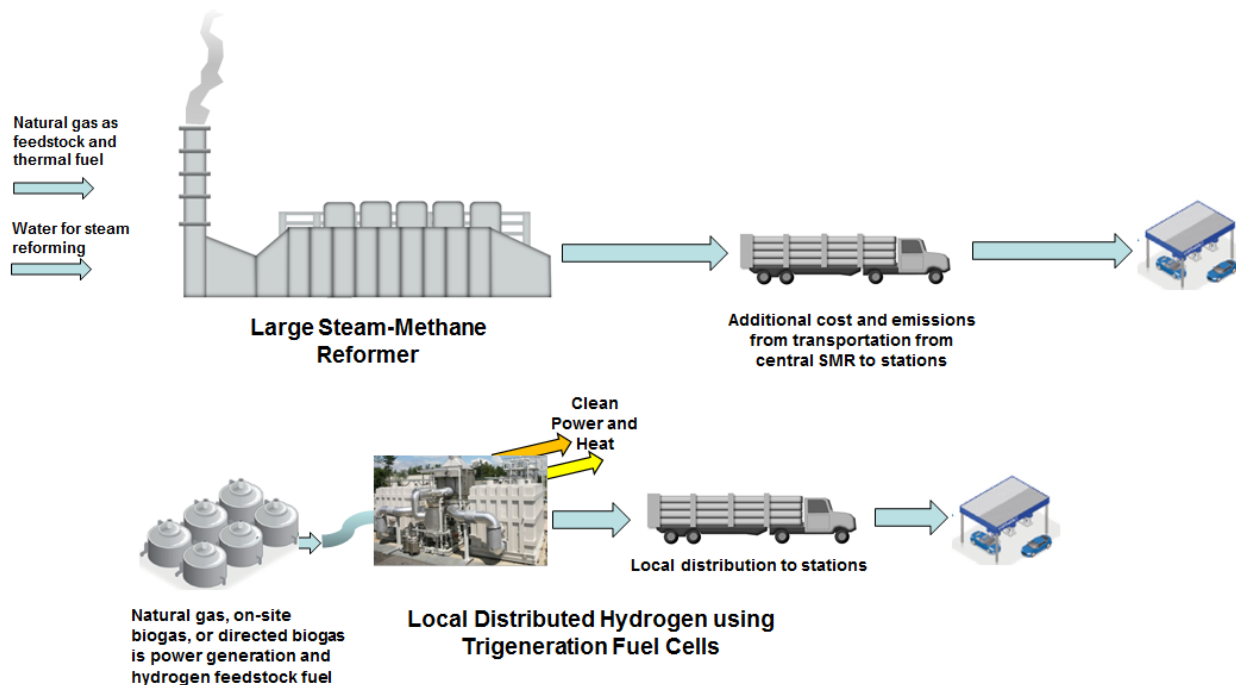 Natural gas as
feedstock and
thermal fuel
Water for steam
reforming
Large Steam-Methane
Reformer
Additional cost and emissions
from transportation from
central SMR to stations
Clean
Power and
Heat
Local distribution to stations
Natural gas, on-site
biogas, or directed biogas
is power generation and
hydrogen feedstock fuel
Local Distributed Hydrogen using
Trigeneration Fuel Cells